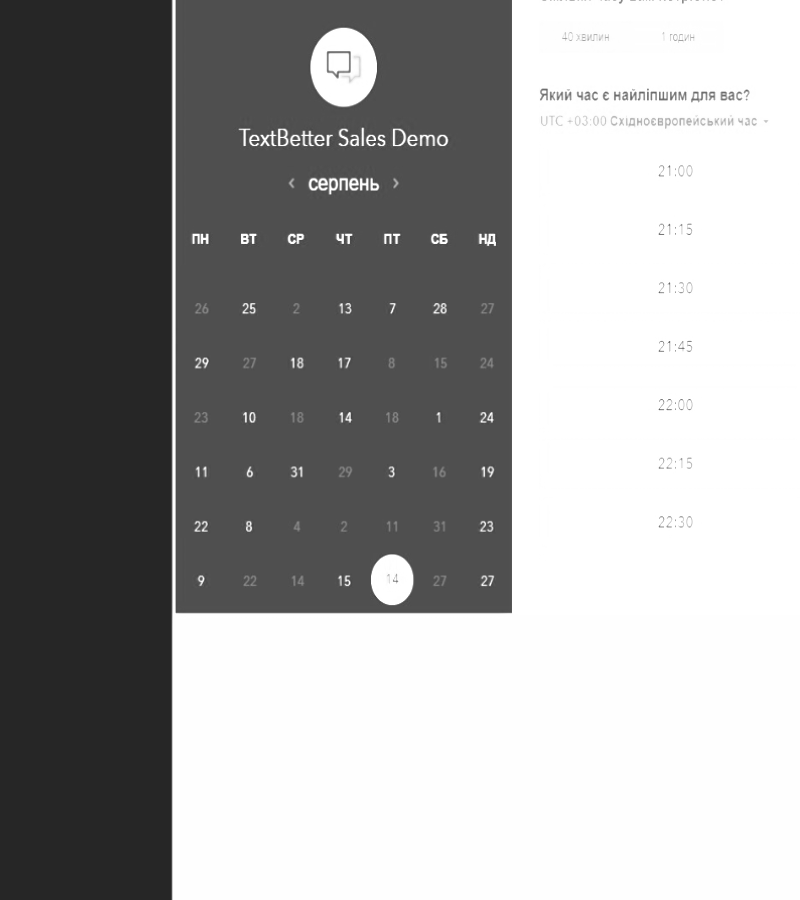 TextBetter Sales Demo
‹ серпень ›
ПН ВТ СР ЧТ ПТ СБ НД
26 25 2 13 7 28 27
29 27 18 17 8 15 24
23 10 18 14 18 1 24
11 6 31 29 3 16 19
22 8 4 2 11 31 23
9 22 14 15 14 27 27
40 хвилин 1 годин
Який час є найліпшим для вас?
UTC +03:00 Східноєвропейський час
21:00
21:15
21:30
21:45
22:00
22:15
22:30